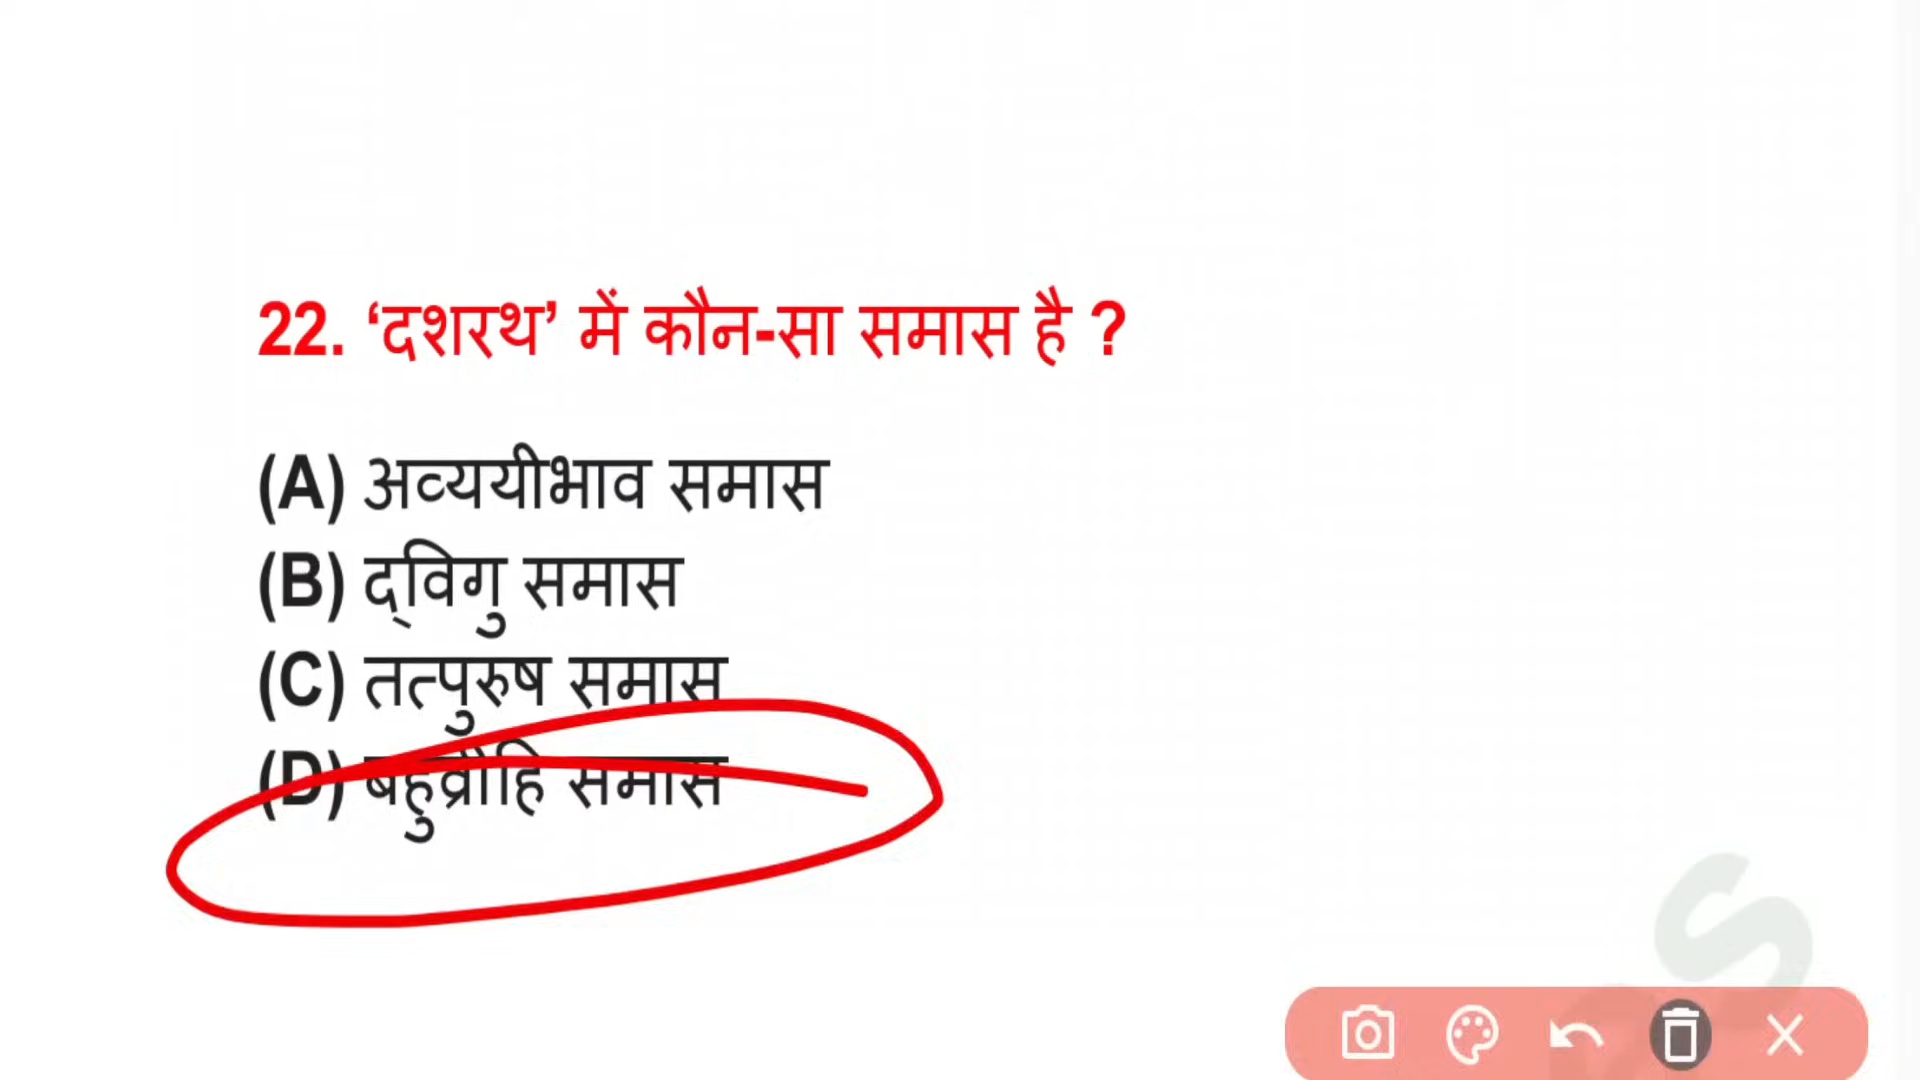 22. ‘दशरथ’ में कौन-सा समास है ?
(A) अव्ययीभाव समास
(B) द्विगु समास
(C) तत्पुरुष समास
(D) बहुव्रीहि समास